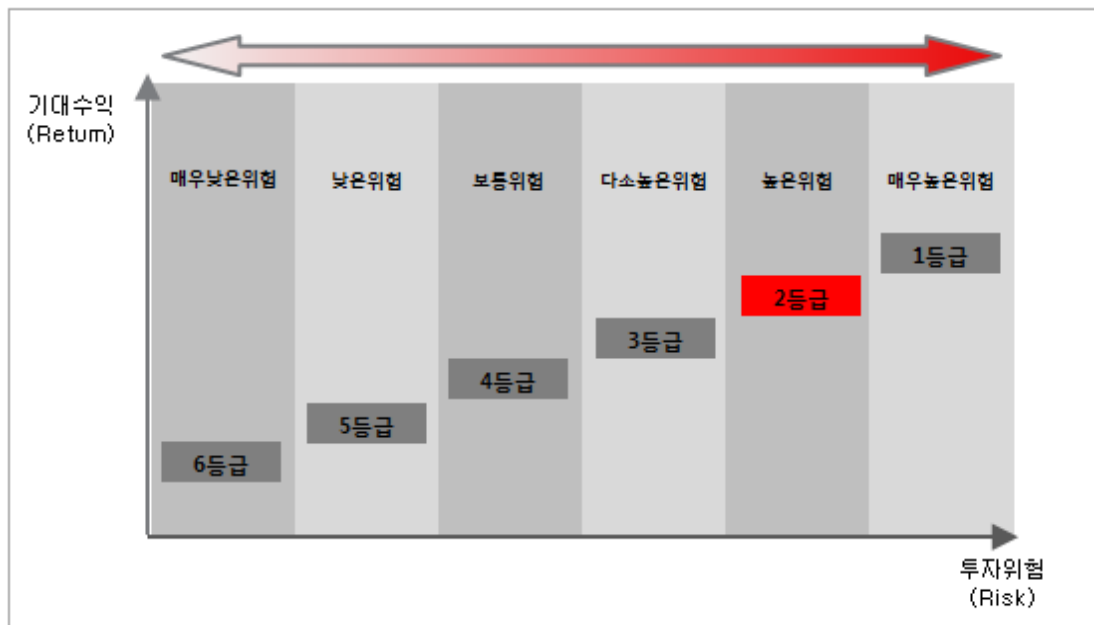 기대수익
(Retum)
매우낮은위험
낮은위험
보통위험
다소높은위험
높은위험
매우높은위험
1등급
2등급
3등급
4등급
5등급
6등급
투자위험
(Risk)